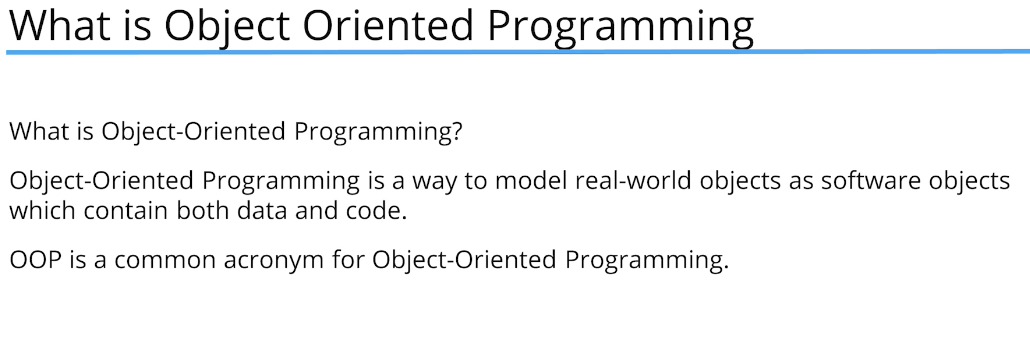 What is Object Oriented Programming
What is Object-Oriented Programming?
Object-Oriented Programming is a way to model real-world objects as software objects
which contain both data and code.
OOP is a common acronym for Object-Oriented Programming.